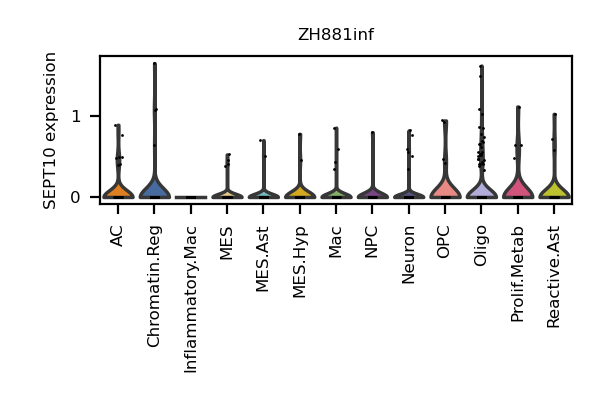 ZH881inf
SEPT10 expression
1
0
AC
Chromatin.Reg
Inflammatory.Mac
MES
MES.Ast
MES.Hyp
Mac
NPC
Neuron
OPC
Oligo
Prolif.Metab
Reactive.Ast